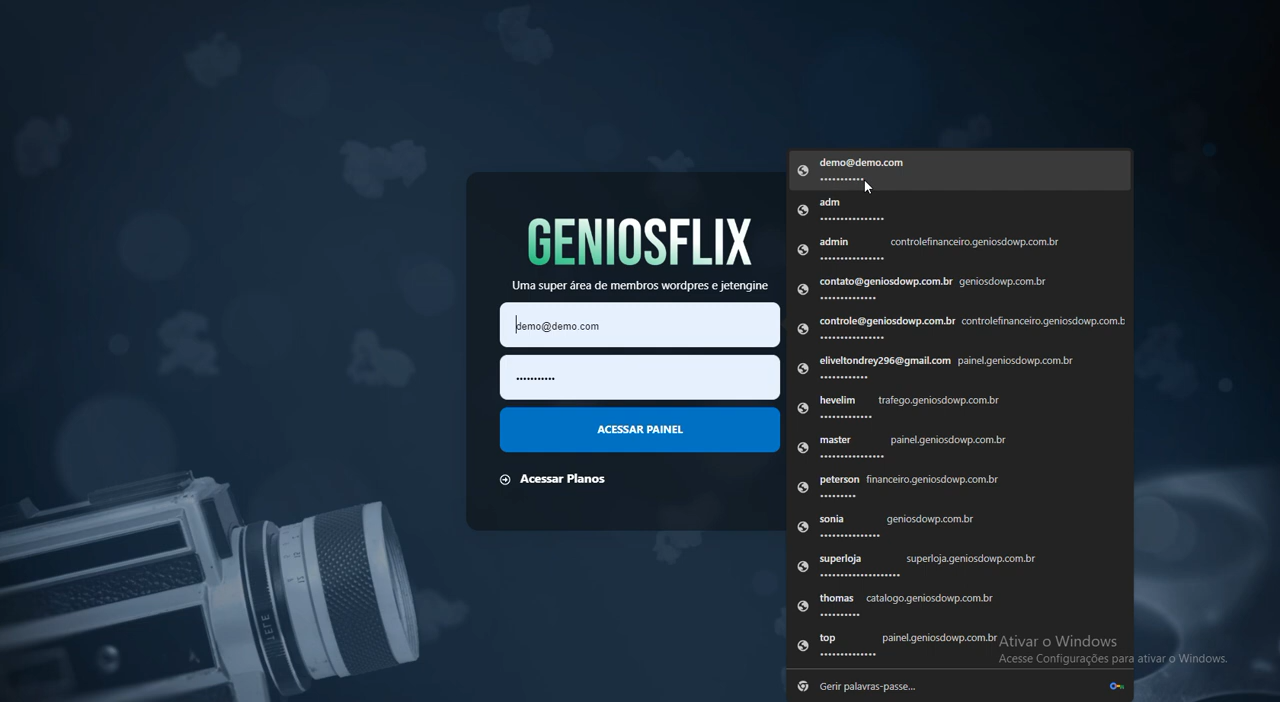 GENIOSFLIX
Uma super área de membros wordpres e jetengine
demo@demo.com
•••••••••••
ACESSAR PAINEL
Acessar Planos
demo@demo.com
•••••••••••
adm
••••••••••••••••
admin controlefinanceiro.geniosdowp.com.br
••••••••••••••••
contato@geniosdowp.com.br geniosdowp.com.br
••••••••••••••
controle@geniosdowp.com.br controlefinanceiro.geniosdowp.com.b
••••••••••••••••
eliveltondrey296@gmail.com painel.geniosdowp.com.br
••••••••••••
hevelim trafego.geniosdowp.com.br
•••••••••••••
master painel.geniosdowp.com.br
••••••••••••••••
peterson financeiro.geniosdowp.com.br
•••••••••
sonia geniosdowp.com.br
•••••••••••••••
superloja superloja.geniosdowp.com.br
••••••••••••••••••••
thomas catalogo.geniosdowp.com.br
••••••••••
top painel.geniosdowp.com.br
••••••••••••••
Ativar o Windows
Acesse Configurações para ativar o Windows.
Gerir palavras-passe...